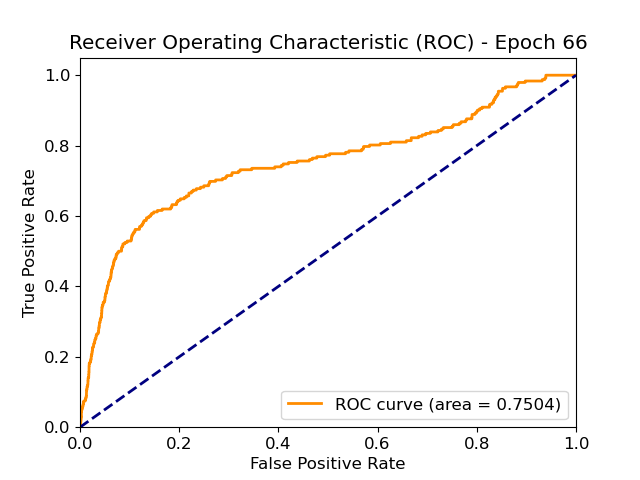 Receiver Operating Characteristic (ROC) - Epoch 66
True Positive Rate
1.0
0.8
0.6
0.4
0.2
0.0
0.0 0.2 0.4 0.6 0.8 1.0
False Positive Rate
ROC curve (area = 0.7504)